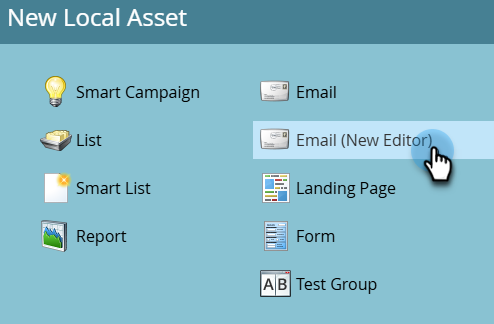 New Local Asset
Smart Campaign
Email
List
Email (New Editor)
Smart List
Landing Page
Report
Form
AB
Test Group